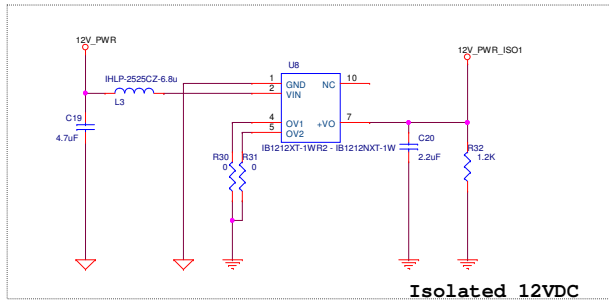 12V_PWR
12V_PWR_ISO1
U8
IHLP-2525CZ-6.8u
L3
1
GND
NC
10
2
VIN
C19
4.7uF
4
OV1
+VO
7
5
OV2
C20
2.2uF
R32
1.2K
IB1212XT-1WR2 - IB1212NXT-1W
R30
0
R31
0
Isolated 12VDC